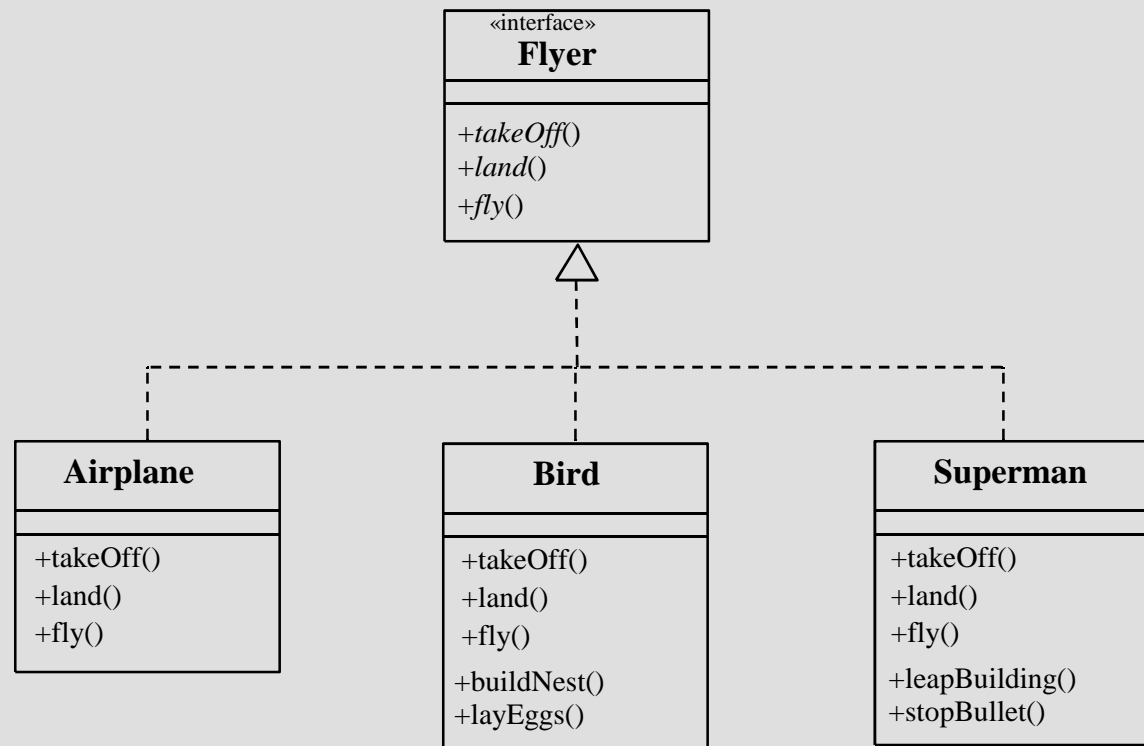 «interface»
Flyer
+takeOff()
+land()
+fly()
Airplane
+takeOff()
+land()
+fly()
Bird
+takeOff()
+land()
+fly()
+buildNest()
+layEggs()
Superman
+takeOff()
+land()
+fly()
+leapBuilding()
+stopBullet()